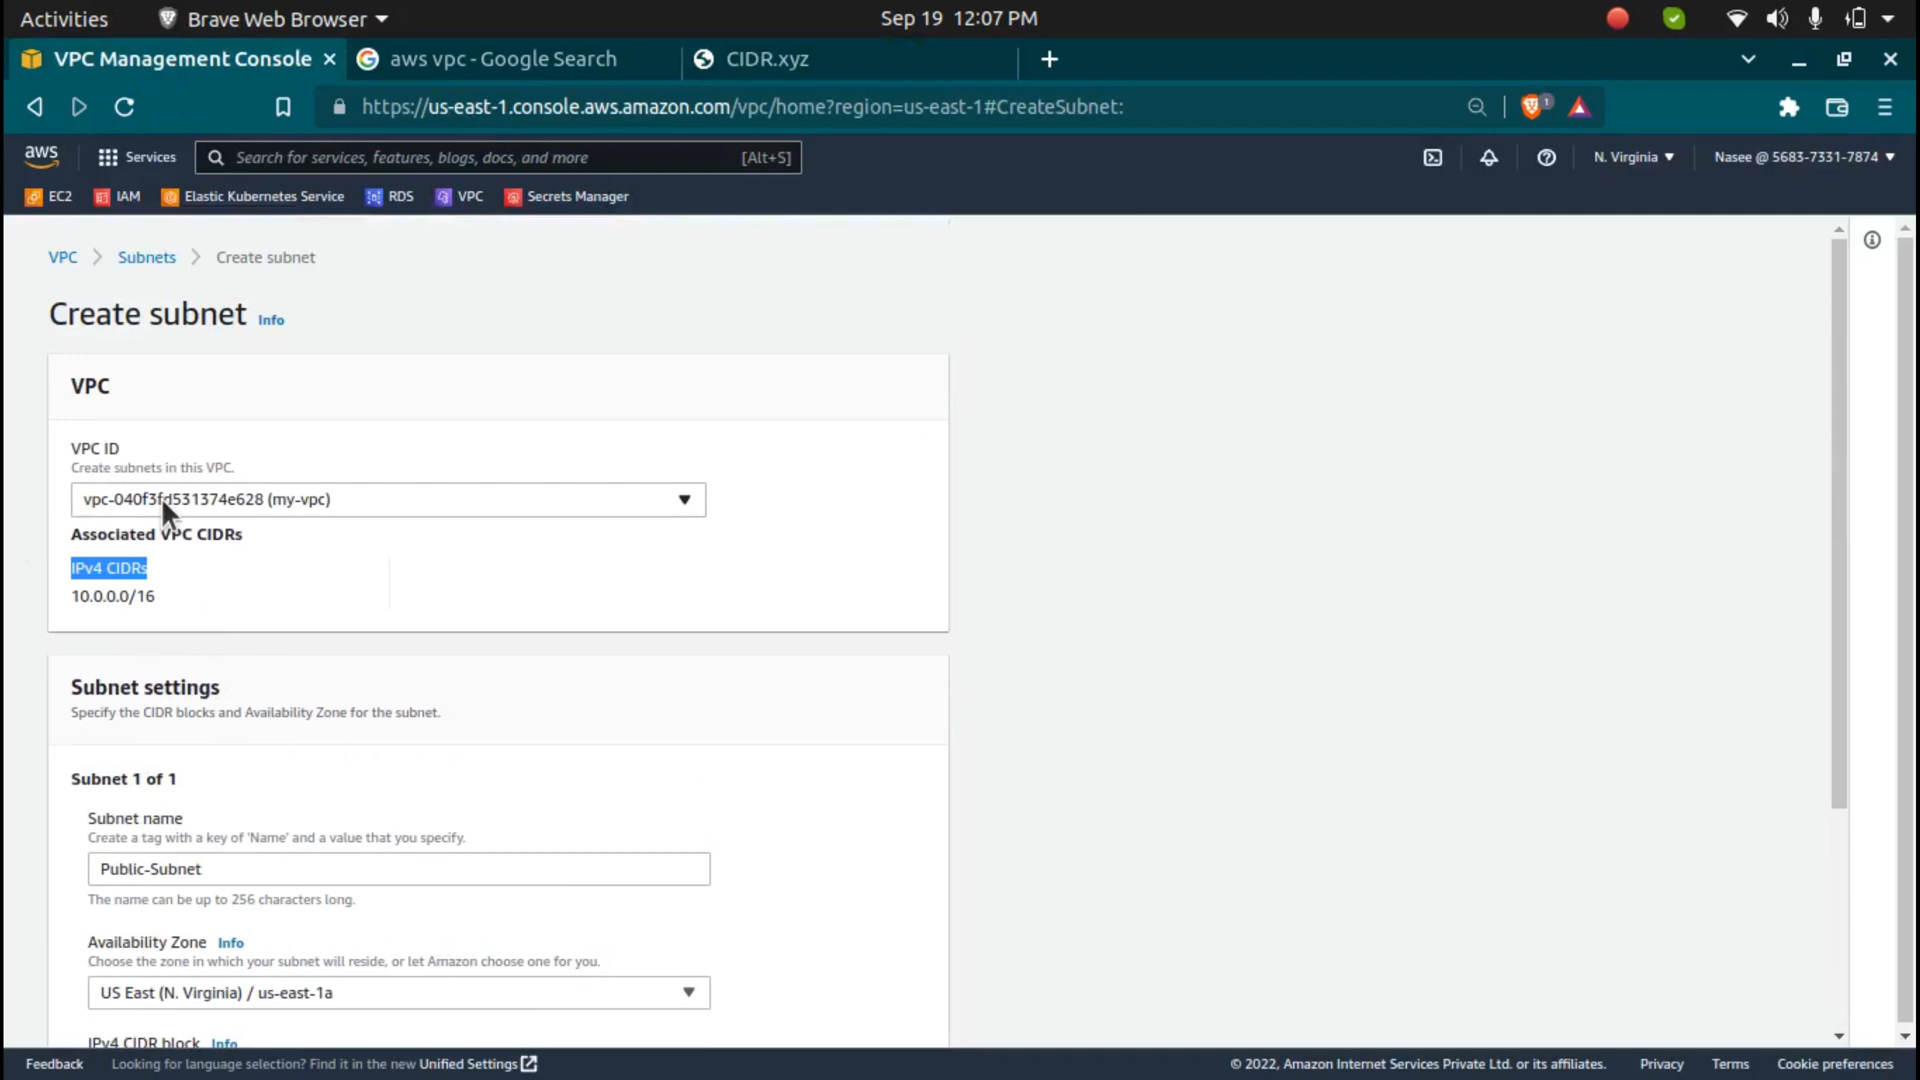 Activities Brave Web Browser Sep 19 12:07 PM
VPC Management Console aws vpc - Google Search CIDR.xyz
https://us-east-1.console.aws.amazon.com/vpc/home?region=us-east-1#CreateSubnet: 1
aws Services Search for services, features, blogs, docs, and more [Alt+S] N. Virginia Nasee @ 5683-7331-7874
EC2 IAM Elastic Kubernetes Service RDS VPC Secrets Manager
VPC Subnets Create subnet
Create subnet Info
VPC
VPC ID
Create subnets in this VPC.
vpc-040f3fd531374e628 (my-vpc)
Associated VPC CIDRs
IPv4 CIDRs
10.0.0.0/16
Subnet settings
Specify the CIDR blocks and Availability Zone for the subnet.
Subnet 1 of 1
Subnet name
Create a tag with a key of 'Name' and a value that you specify.
Public-Subnet
The name can be up to 256 characters long.
Availability Zone Info
Choose the zone in which your subnet will reside, or let Amazon choose one for you.
US East (N. Virginia) / us-east-1a
IPv4 CIDR block Info
Feedback Looking for language selection? Find it in the new Unified Settings © 2022, Amazon Internet Services Private Ltd. or its affiliates. Privacy Terms Cookie preferences